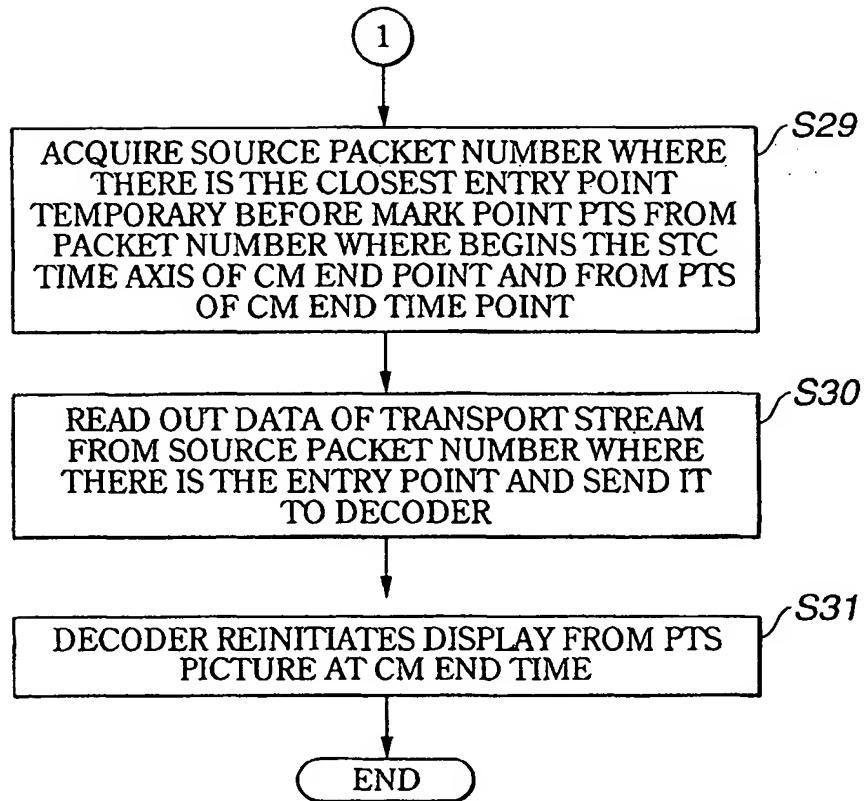 1
S29
ACQUIRE SOURCE PACKET NUMBER WHERE
THERE IS THE CLOSEST ENTRY POINT
TEMPORARY BEFORE MARK POINT PTS FROM
PACKET NUMBER WHERE BEGINS THE STC
TIME AXIS OF CM END POINT AND FROM PTS
OF CM END TIME POINT
S30
READ OUT DATA OF TRANSPORT STREAM
FROM SOURCE PACKET NUMBER WHERE
THERE IS THE ENTRY POINT AND SEND IT
TO DECODER
S31
DECODER REINITIATES DISPLAY FROM PTS
PICTURE AT CM END TIME
END